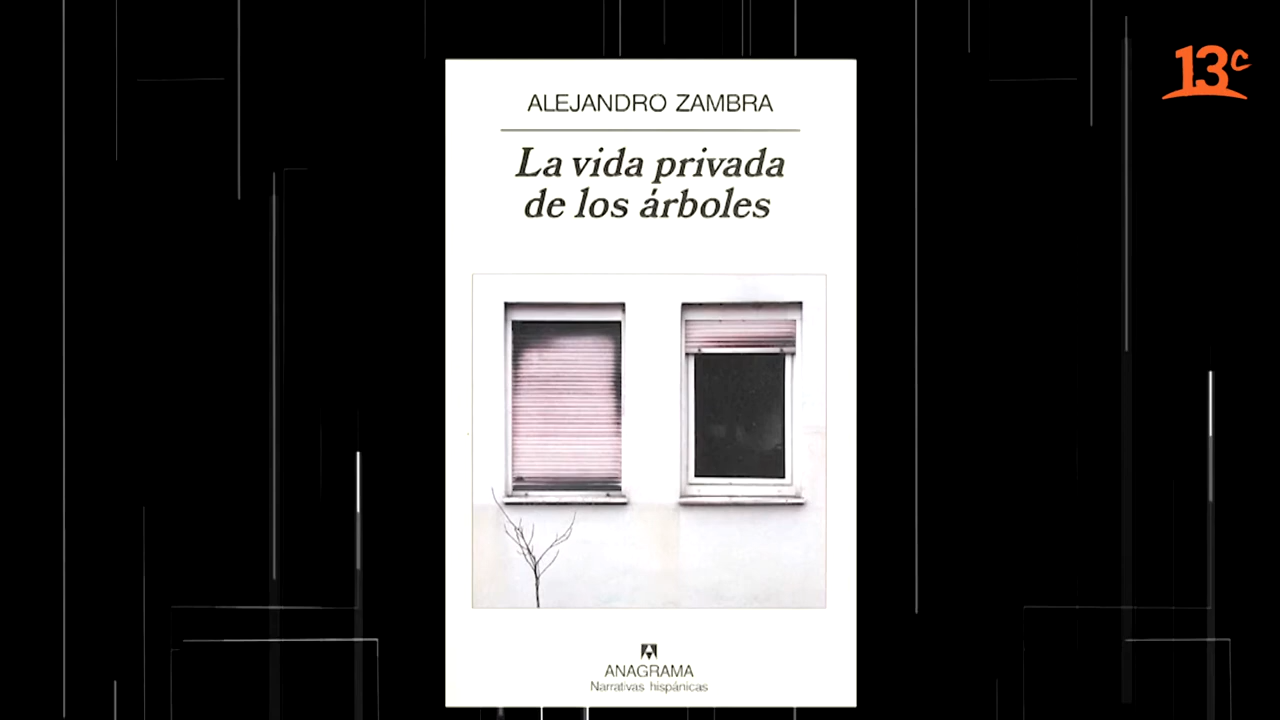 13c
ALEJANDRO ZAMBRA
La vida privada
de los árboles
ANAGRAMA
Narrativas hispánicas